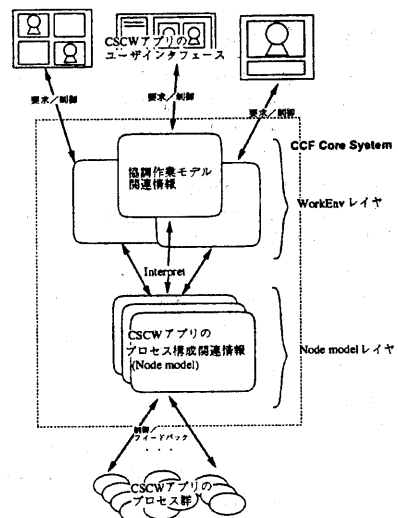 CSCWアプリの
ユーザインタフェース
要求／制御
要求／制御
要求／制御
CCF Core System
協調作業モデル
関連情報
WorkEnv レイヤ
Interpret
CSCWアプリの
プロセス構成関連情報
(Node model)
Node model レイヤ
制御／
フィードバック
・・・
CSCWアプリの
プロセス群